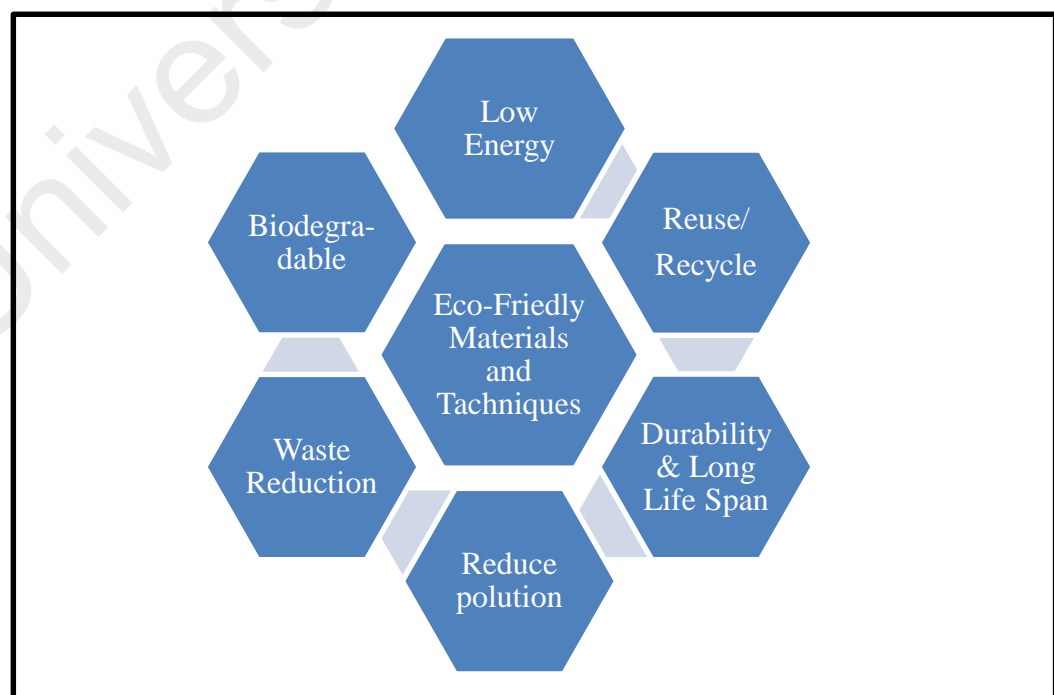 Low
Energy
Reuse/
Recycle
Durability
& Long
Life Span
Reduce
polution
Waste
Reduction
Biodegra-
dable
Eco-Friedly
Materials
and
Tachniques
Univers